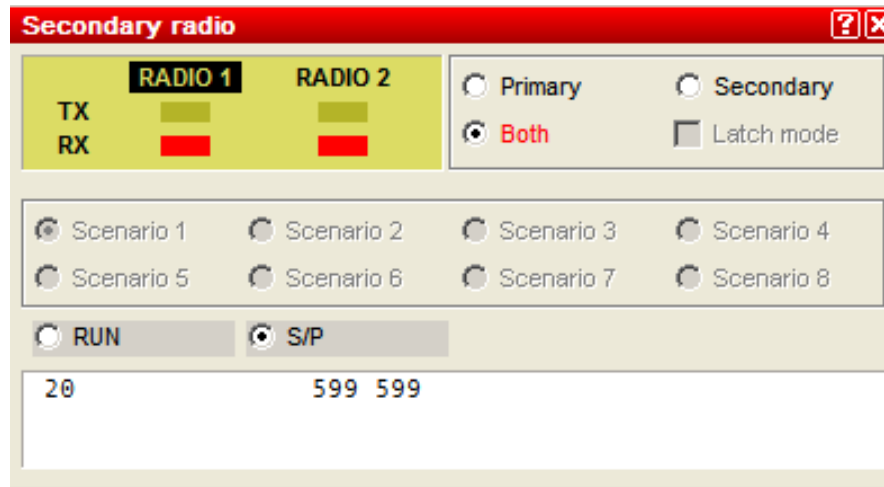 Secondary radio
RADIO 1 RADIO 2
TX
RX
Primary Secondary
Both Latch mode
Scenario 1 Scenario 2 Scenario 3 Scenario 4
Scenario 5 Scenario 6 Scenario 7 Scenario 8
RUN S/P
20 599 599